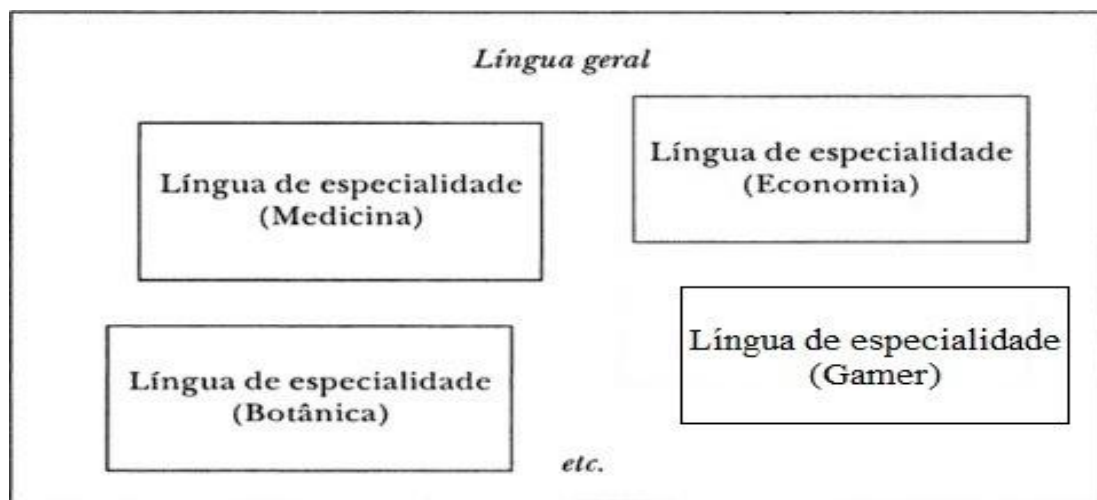 Língua geral
Língua de especialidade
(Medicina)
Língua de especialidade
(Economia)
Língua de especialidade
(Botânica)
Língua de especialidade
(Gamer)
etc.